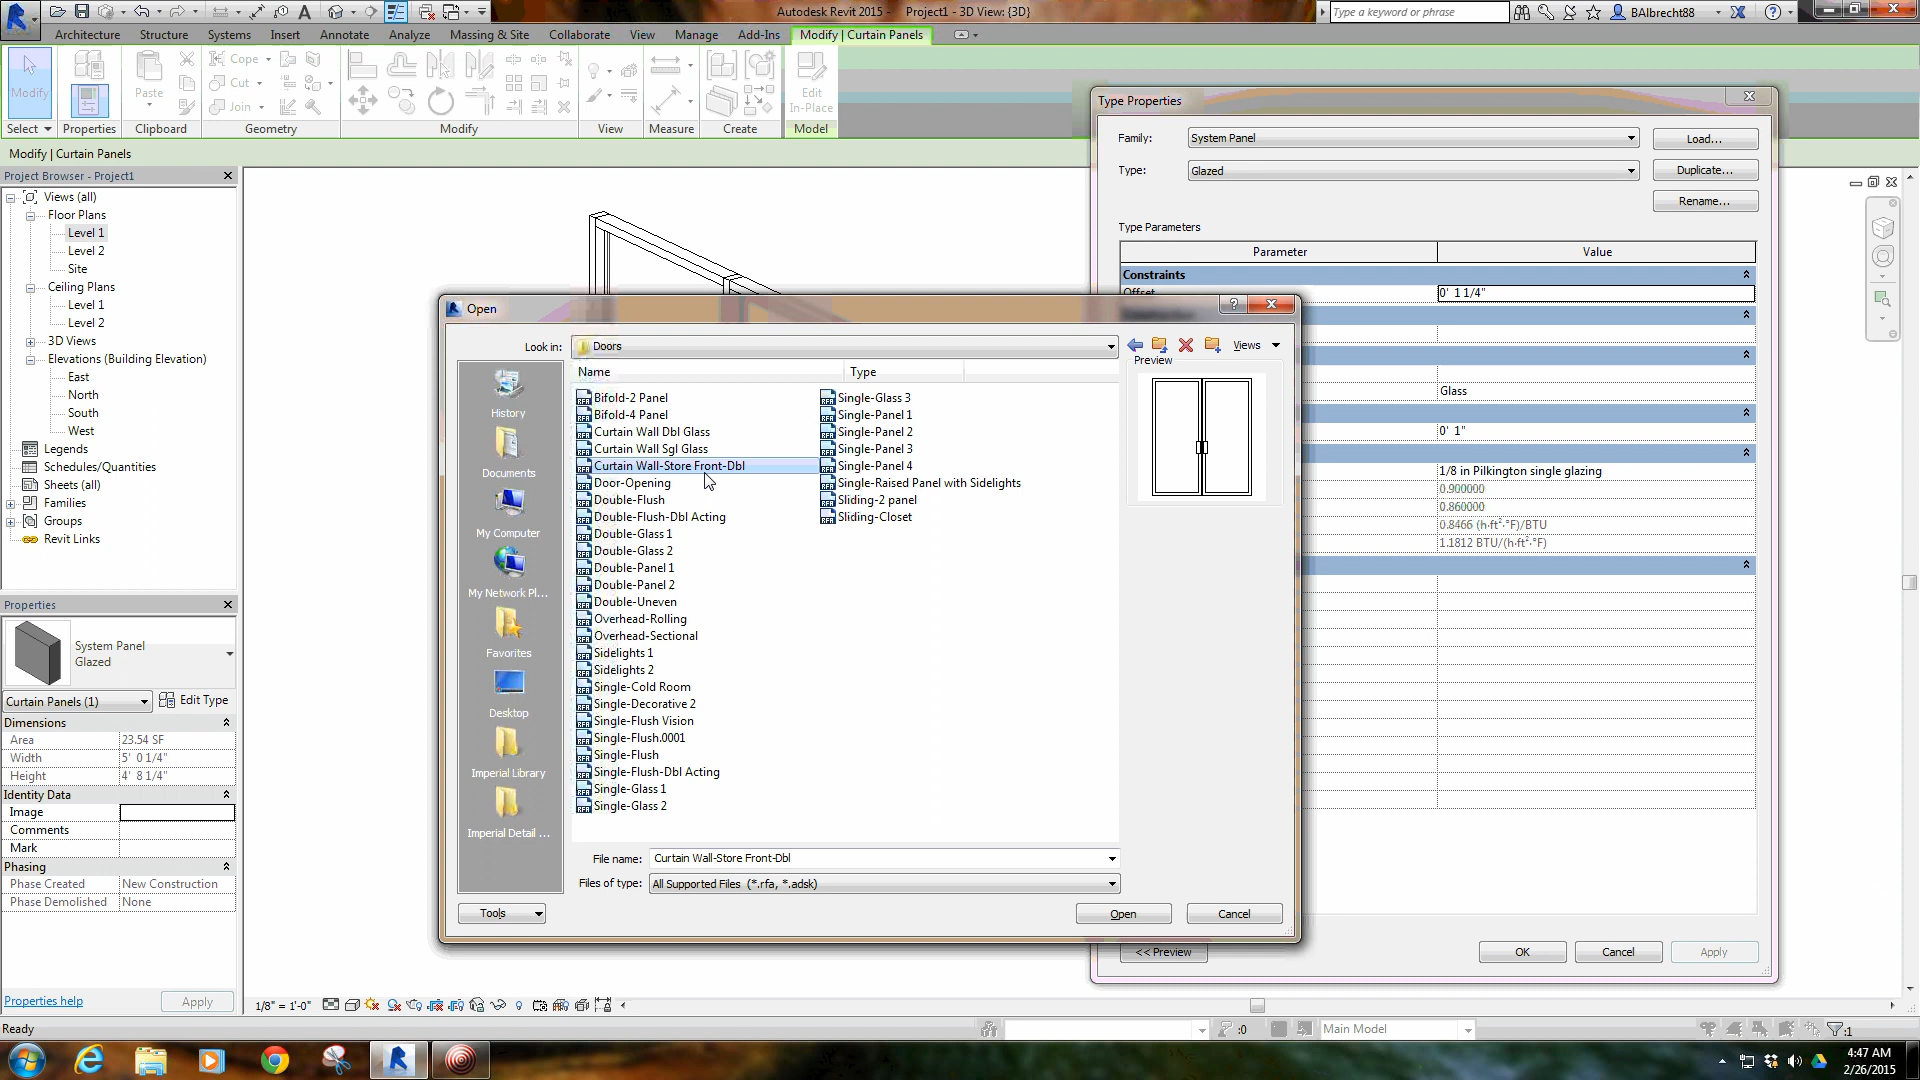 Autodesk Revit 2015 -    Project1 - 3D View: {3D}
Type a keyword or phrase
BAlbrecht88
Architecture Structure Systems Insert Annotate Analyze Massing & Site Collaborate View Manage Add-Ins Modify | Curtain Panels
Modify
Paste
Cope
Cut
Join
Edit
In-Place
Select Properties Clipboard Geometry Modify View Measure Create Model
Modify | Curtain Panels
Project Browser - Project1
Views (all)
Floor Plans
Level 1
Level 2
Site
Ceiling Plans
Level 1
Level 2
3D Views
Elevations (Building Elevation)
East
North
South
West
Legends
Schedules/Quantities
Sheets (all)
Families
Groups
Revit Links
Properties
System Panel
Glazed
Curtain Panels (1)
Edit Type
Dimensions
Area 23.54 SF
Width 5' 0 1/4"
Height 4' 8 1/4"
Identity Data
Image
Comments
Mark
Phasing
Phase Created New Construction
Phase Demolished None
Properties help
Apply
Type Properties
Family: System Panel Load...
Type: Glazed Duplicate...
Rename...
Type Parameters
Parameter Value
Constraints
Offset 0' 1 1/4"
Glass
0' 1"
1/8 in Pilkington single glazing
0.900000
0.860000
0.8466 (h·ft²·°F)/BTU
1.1812 BTU/(h·ft²·°F)
<< Preview OK Cancel Apply
Open
Look in: Doors Views
Preview
Name Type
History
Documents
My Computer
My Network Pl...
Favorites
Desktop
Imperial Library
Imperial Detail ...
Bifold-2 Panel
Bifold-4 Panel
Curtain Wall Dbl Glass
Curtain Wall Sgl Glass
Curtain Wall-Store Front-Dbl
Door-Opening
Double-Flush
Double-Flush-Dbl Acting
Double-Glass 1
Double-Glass 2
Double-Panel 1
Double-Panel 2
Double-Uneven
Overhead-Rolling
Overhead-Sectional
Sidelights 1
Sidelights 2
Single-Cold Room
Single-Decorative 2
Single-Flush Vision
Single-Flush.0001
Single-Flush
Single-Flush-Dbl Acting
Single-Glass 1
Single-Glass 2
Single-Glass 3
Single-Panel 1
Single-Panel 2
Single-Panel 3
Single-Panel 4
Single-Raised Panel with Sidelights
Sliding-2 panel
Sliding-Closet
File name: Curtain Wall-Store Front-Dbl
Files of type: All Supported Files (*.rfa, *.adsk)
Tools Open Cancel
1/8" = 1'-0"
Ready
:0
Main Model
:1
4:47 AM
2/26/2015